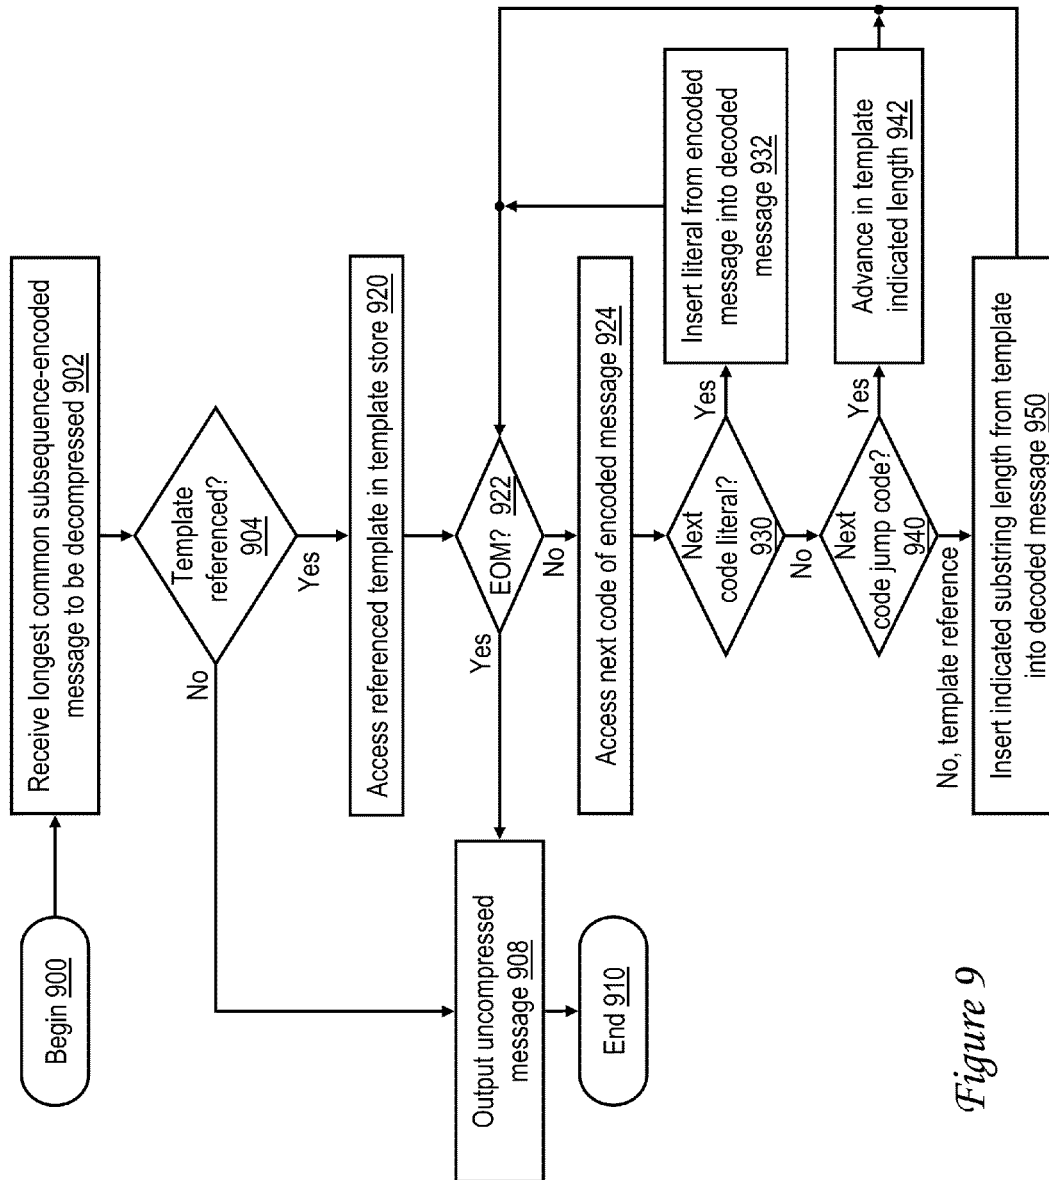 Begin 900
Receive longest common subsequence-encoded
message to be decompressed 902
Template
referenced?
904
No
Yes
Access referenced template in template store 920
EOM? 922
Yes
No
Output uncompressed
message 908
End 910
Access next code of encoded message 924
Next
code literal?
930
Yes
No
Insert literal from encoded
message into decoded
message 932
Next
code jump code?
940
Yes
Advance in template
indicated length 942
No, template reference
Insert indicated substring length from template
into decoded message 950
Figure 9